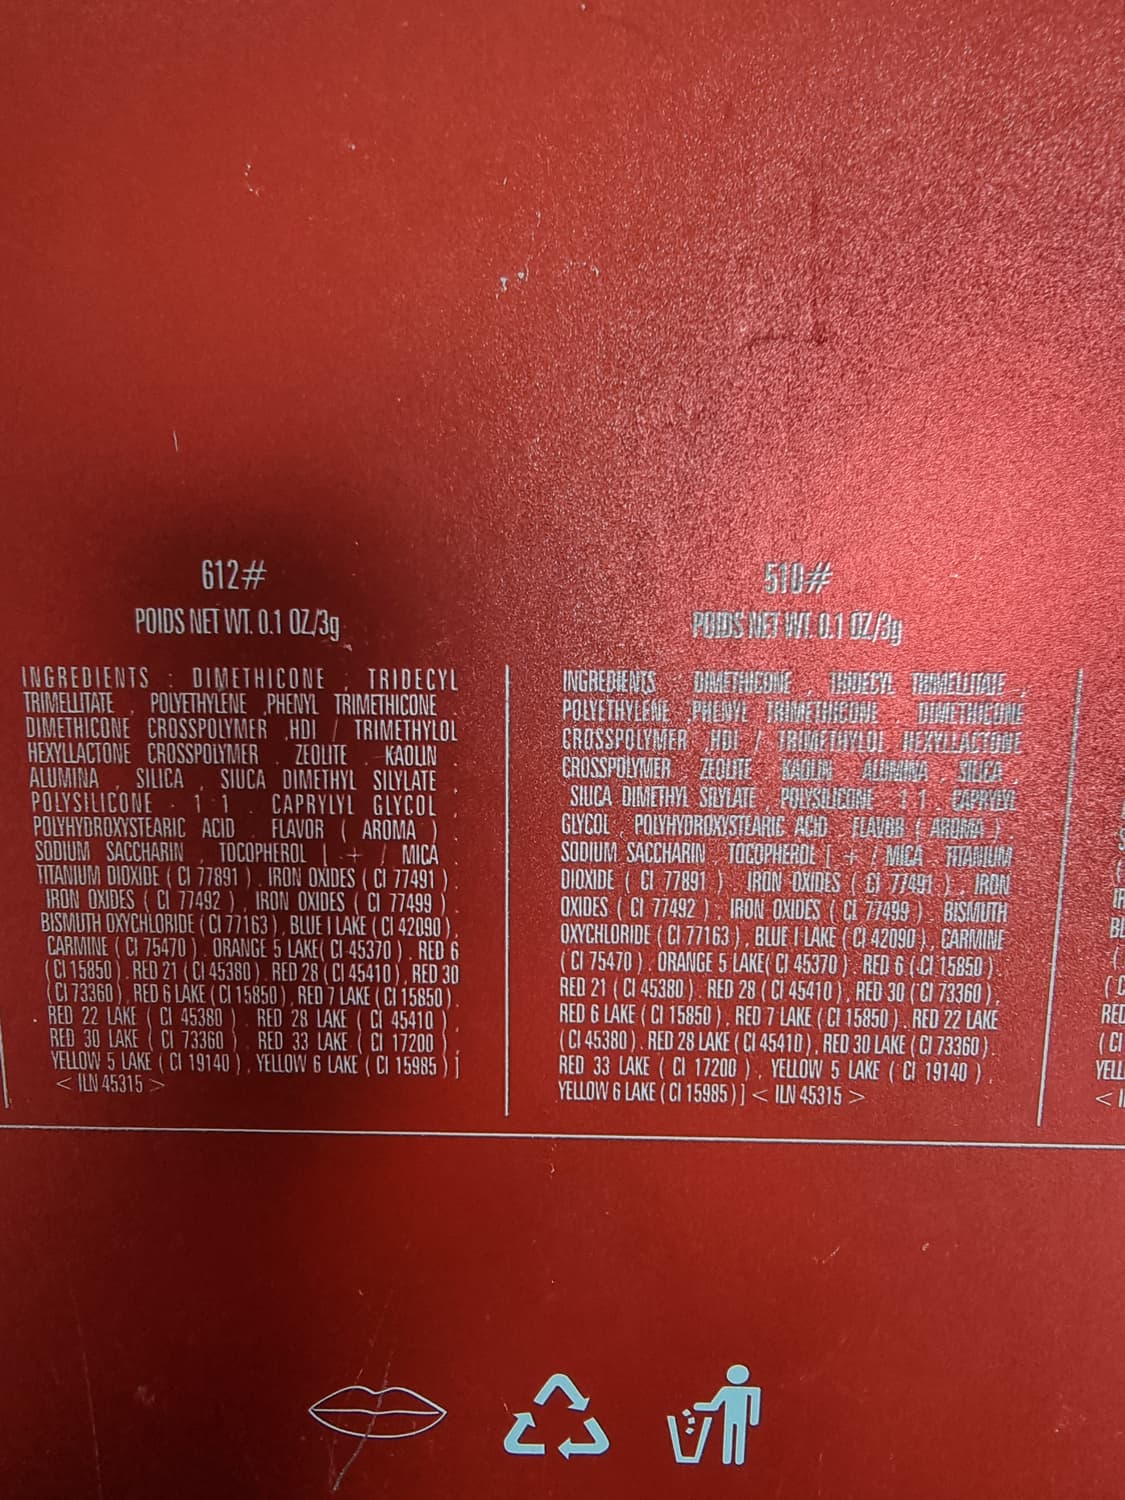 612#
POIDS NET WT. 0.1 OZ/3g
INGREDIENTS : DIMETHICONE , TRIDECYL
TRIMELLITATE , POLYETHYLENE ,PHENYL TRIMETHICONE
DIMETHICONE CROSSPOLYMER ,HDI / TRIMETHYLOL
HEXYLLACTONE CROSSPOLYMER , ZEOLITE , KAOLIN ,
ALUMINA , SILICA , SIUCA DIMETHYL SILYLATE ,
POLYSILICONE - 1 1 , CAPRYLYL GLYCOL ,
POLYHYDROXYSTEARIC ACID , FLAVOR ( AROMA ) ,
SODIUM SACCHARIN , TOCOPHEROL [ + / MICA ,
TITANIUM DIOXIDE ( CI 77891 ) , IRON OXIDES ( CI 77491 ) ,
IRON OXIDES ( CI 77492 ) , IRON OXIDES ( CI 77499 ) ,
BISMUTH OXYCHLORIDE ( CI 77163 ) , BLUE I LAKE ( CI 42090 ) ,
CARMINE ( CI 75470 ) , ORANGE 5 LAKE( CI 45370 ) , RED 6
( CI 15850 ) , RED 21 ( CI 45380 ) , RED 28 ( CI 45410 ) , RED 30
( CI 73360 ) , RED 6 LAKE ( CI 15850 ) , RED 7 LAKE ( CI 15850 ) ,
RED 22 LAKE ( CI 45380 ) , RED 28 LAKE ( CI 45410 ) ,
RED 30 LAKE ( CI 73360 ) , RED 33 LAKE ( CI 17200 ) ,
YELLOW 5 LAKE ( CI 19140 ) , YELLOW 6 LAKE ( CI 15985 ) ]
< ILN 45315 >
510#
POIDS NET WT. 0.1 OZ/3g
INGREDIENTS : DIMETHICONE , TRIDECYL TRIMELLITATE ,
POLYETHYLENE ,PHENYL TRIMETHICONE , DIMETHICONE
CROSSPOLYMER ,HDI / TRIMETHYLOL HEXYLLACTONE
CROSSPOLYMER , ZEOLITE , KAOLIN , ALUMINA , SILICA ,
SIUCA DIMETHYL SILYLATE , POLYSILICONE - 1 1 , CAPRYLYL
GLYCOL , POLYHYDROXYSTEARIC ACID , FLAVOR ( AROMA ) ,
SODIUM SACCHARIN , TOCOPHEROL [ + / MICA , TITANIUM
DIOXIDE ( CI 77891 ) , IRON OXIDES ( CI 77491 ) , IRON
OXIDES ( CI 77492 ) , IRON OXIDES ( CI 77499 ) , BISMUTH
OXYCHLORIDE ( CI 77163 ) , BLUE I LAKE ( CI 42090 ) , CARMINE
( CI 75470 ) , ORANGE 5 LAKE( CI 45370 ) , RED 6 ( CI 15850 ) ,
RED 21 ( CI 45380 ) , RED 28 ( CI 45410 ) , RED 30 ( CI 73360 ) ,
RED 6 LAKE ( CI 15850 ) , RED 7 LAKE ( CI 15850 ) , RED 22 LAKE
( CI 45380 ) , RED 28 LAKE ( CI 45410 ) , RED 30 LAKE ( CI 73360 ) ,
RED 33 LAKE ( CI 17200 ) , YELLOW 5 LAKE ( CI 19140 ) ,
YELLOW 6 LAKE ( CI 15985 ) ] < ILN 45315 >